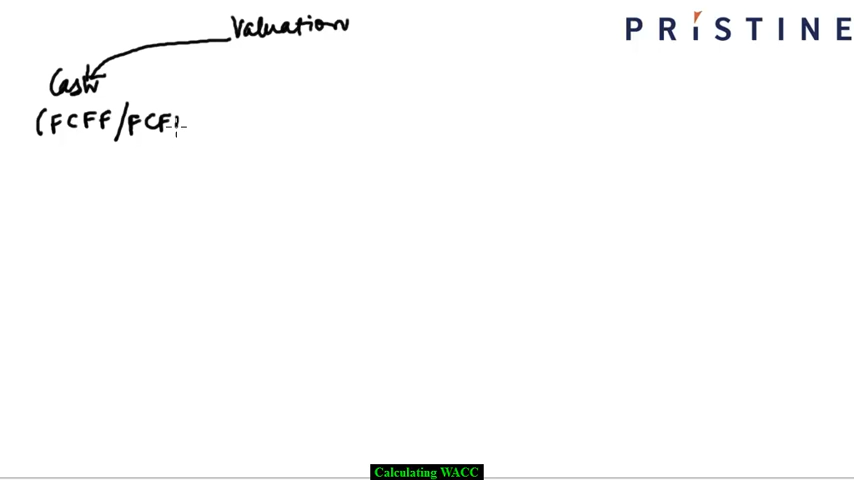 Valuation
PRISTINE
Cash
(FCFF/FCF
Calculating WACC